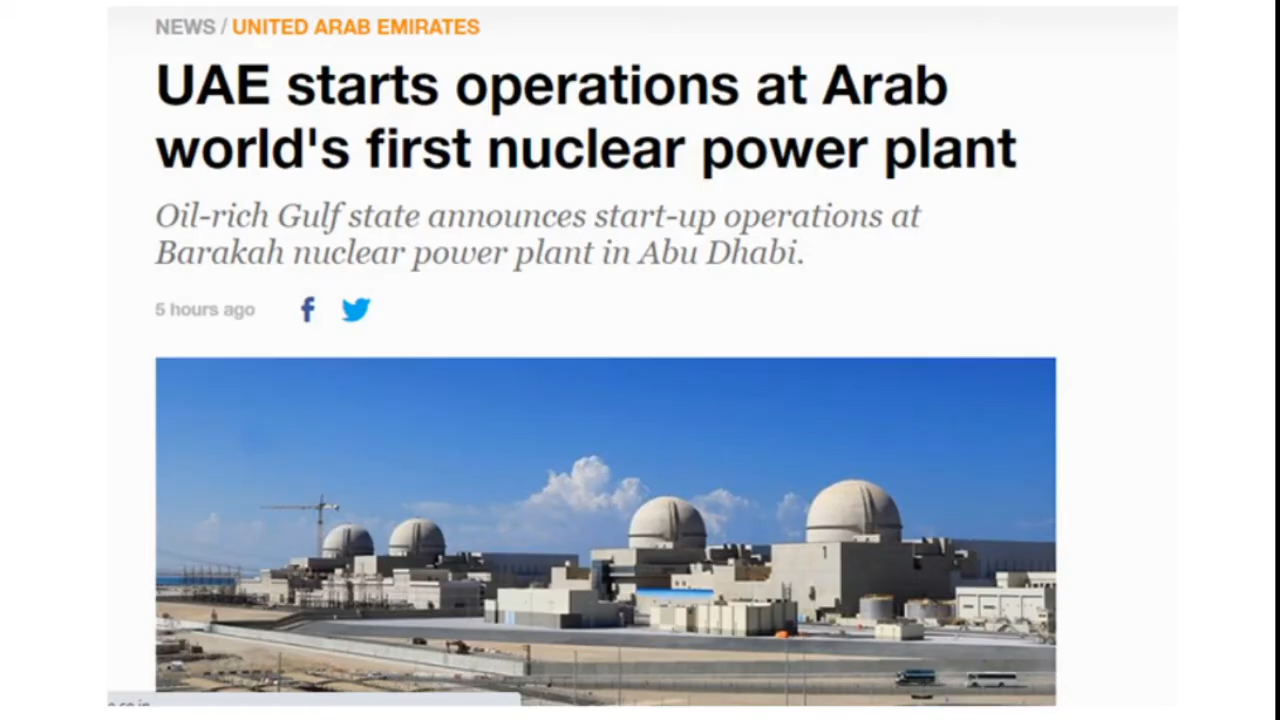 NEWS / UNITED ARAB EMIRATES
UAE starts operations at Arab
world's first nuclear power plant
Oil-rich Gulf state announces start-up operations at
Barakah nuclear power plant in Abu Dhabi.
5 hours ago
1